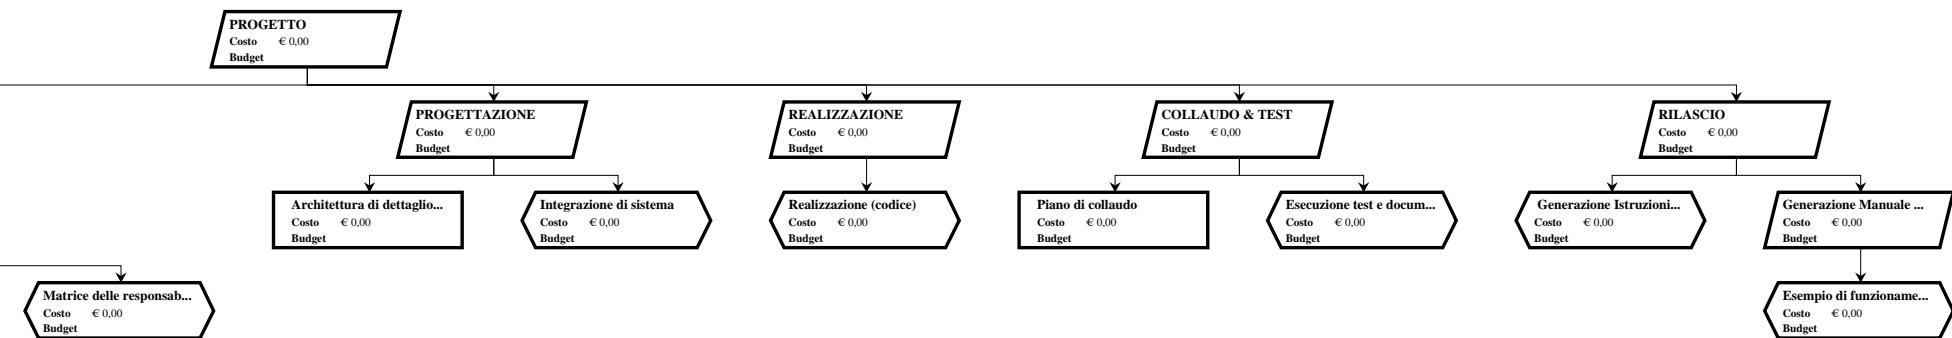 PROGETTO
Costo € 0,00
Budget
PROGETTAZIONE
Costo € 0,00
Budget
REALIZZAZIONE
Costo € 0,00
Budget
COLLAUDO & TEST
Costo € 0,00
Budget
RILASCIO
Costo € 0,00
Budget
Architettura di dettaglio...
Costo € 0,00
Budget
Integrazione di sistema
Costo € 0,00
Budget
Realizzazione (codice)
Costo € 0,00
Budget
Piano di collaudo
Costo € 0,00
Budget
Esecuzione test e docum...
Costo € 0,00
Budget
Generazione Istruzioni...
Costo € 0,00
Budget
Generazione Manuale ...
Costo € 0,00
Budget
Matrice delle responsab...
Costo € 0,00
Budget
Esempio di funzioname...
Costo € 0,00
Budget